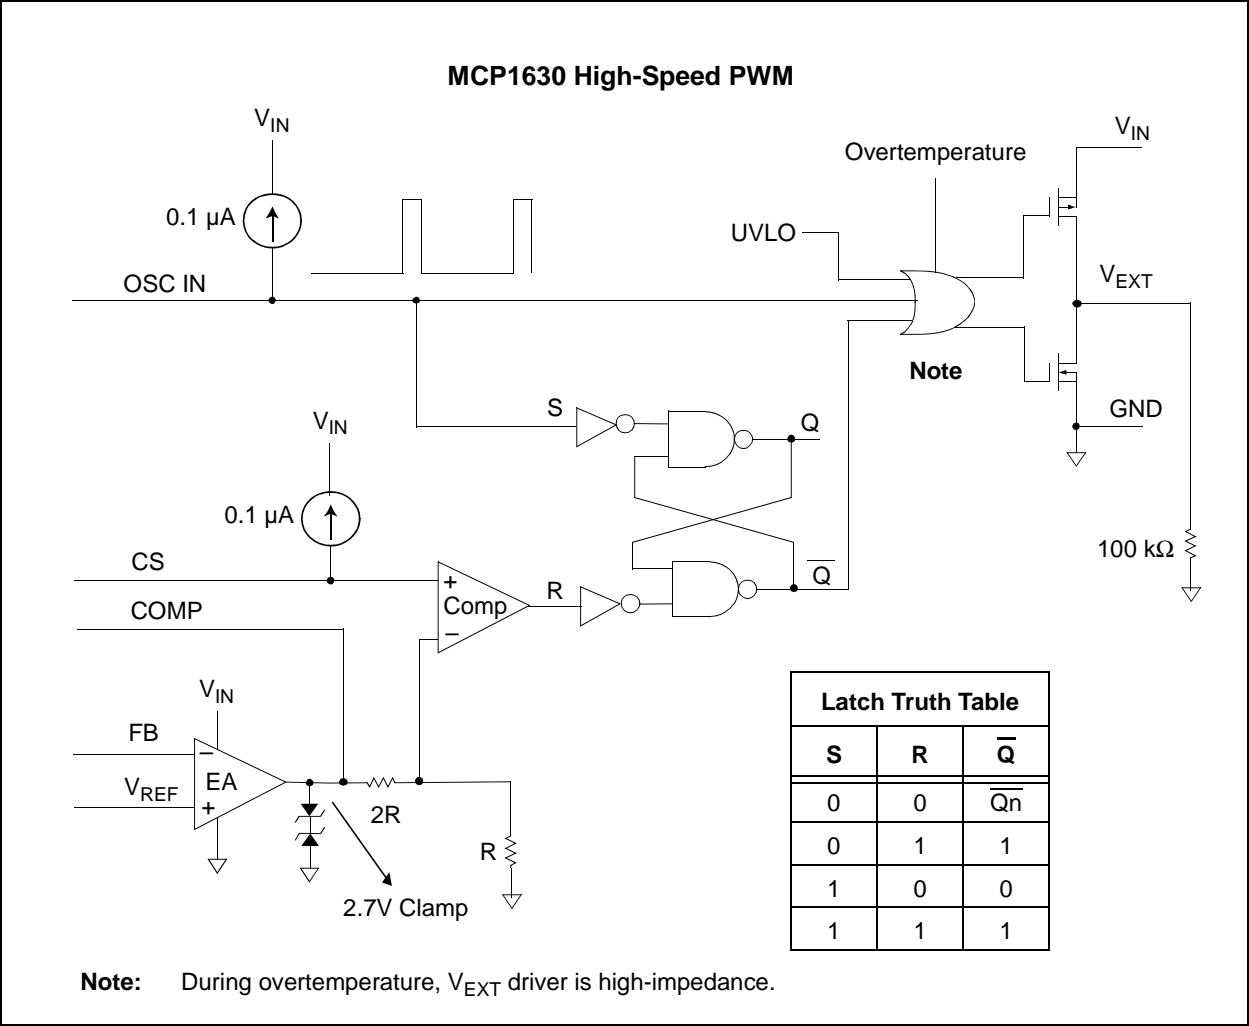 MCP1630 High-Speed PWM
V_IN
V_IN
Overtemperature
0.1 µA
UVLO
OSC IN
V_EXT
Note
S
Q
GND
V_IN
0.1 µA
100 kΩ
CS
+
Comp
−
R
Q̅
COMP
V_IN
FB
−
EA
V_REF
+
2R
R
2.7V Clamp
Latch Truth Table
S R Q̅
0 0 Q̅n̅
0 1 1
1 0 0
1 1 1
Note: During overtemperature, V_EXT driver is high-impedance.